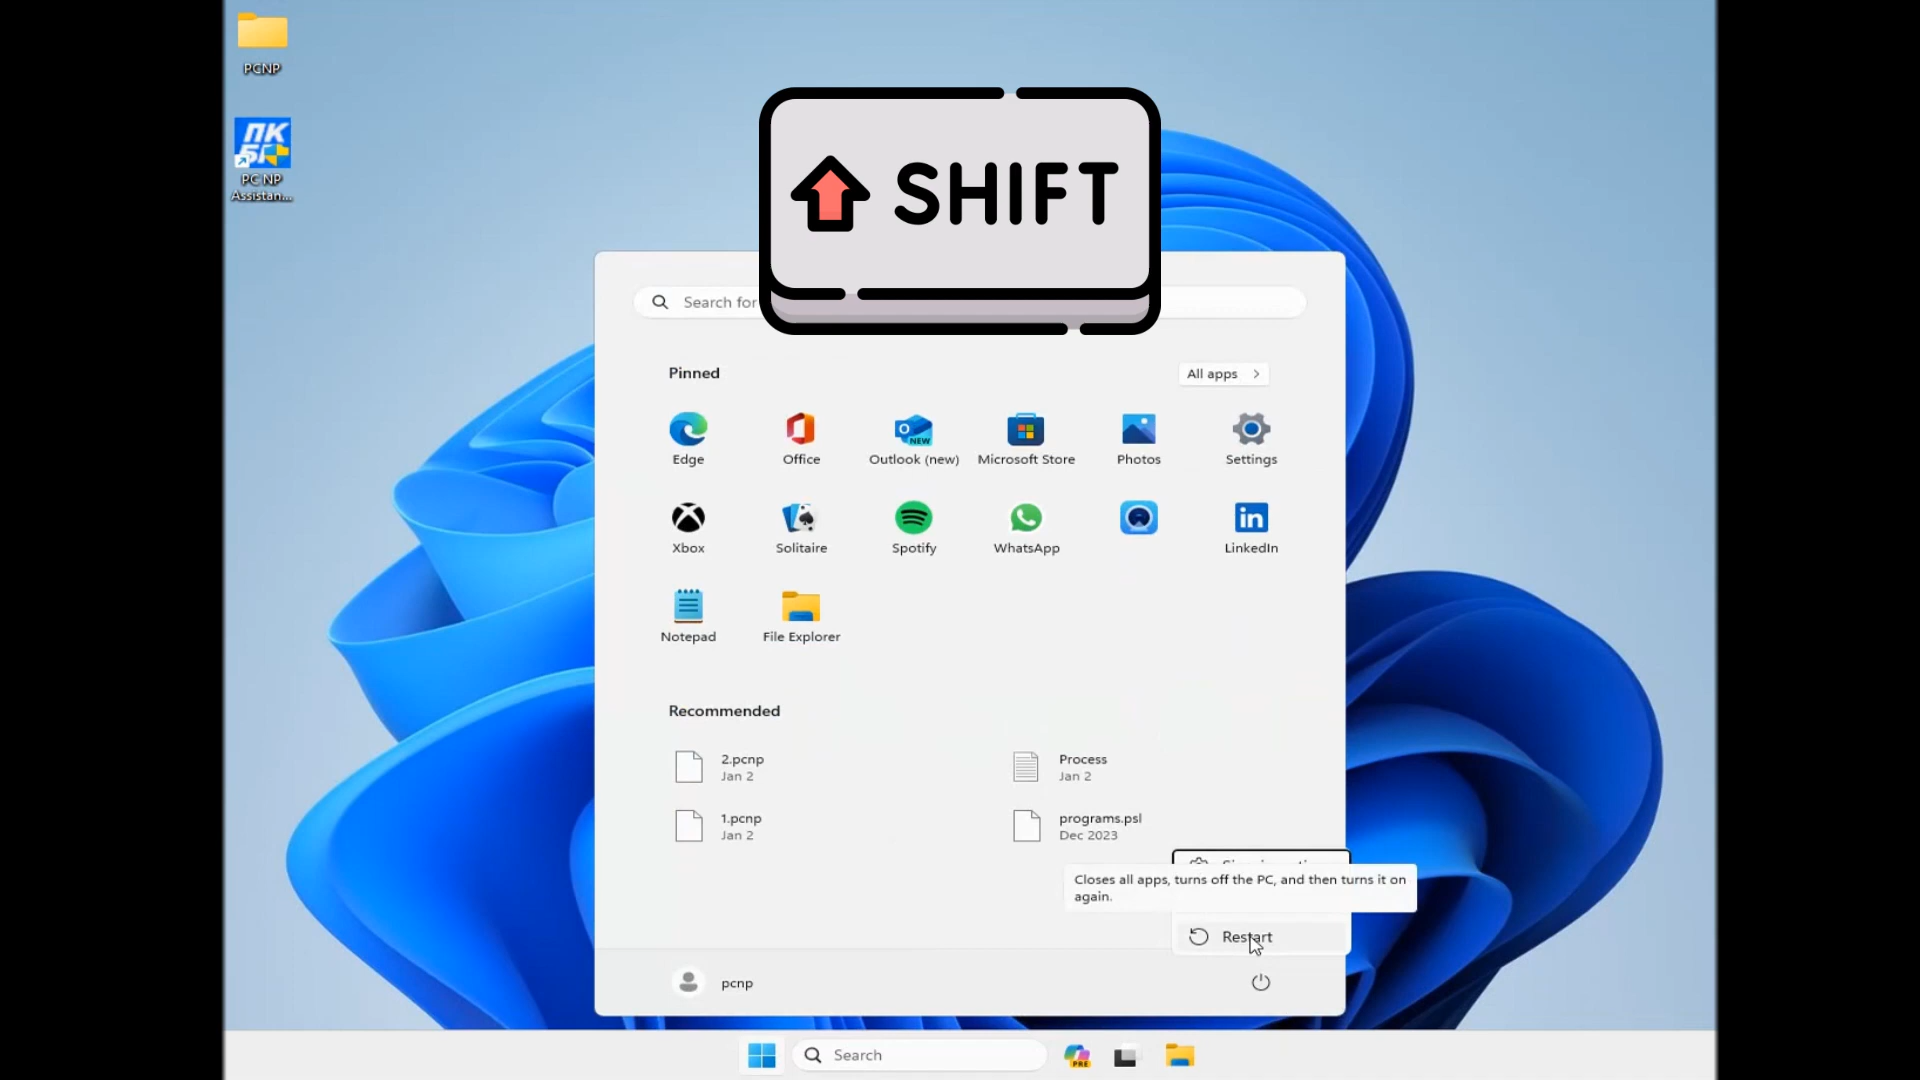 PCNP
ПК
PC NP
Assistan...
SHIFT
Search for
Pinned
All apps
Edge
Office
Outlook (new)
Microsoft Store
Photos
Settings
Xbox
Solitaire
Spotify
WhatsApp
LinkedIn
Notepad
File Explorer
Recommended
2.pcnp
Jan 2
Process
Jan 2
1.pcnp
Jan 2
programs.psl
Dec 2023
Closes all apps, turns off the PC, and then turns it on
again.
Restart
pcnp
Search